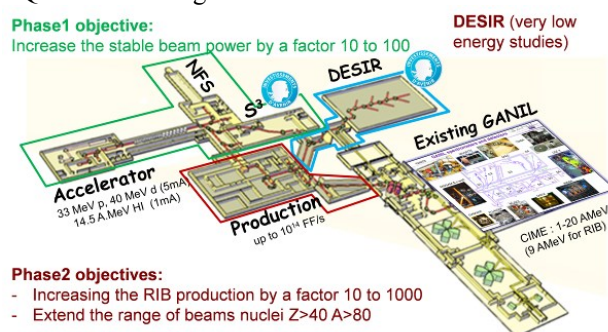 Phase1 objective:
Increase the stable beam power by a factor 10 to 100
DESIR (very low
energy studies)
NFS
S³
DESIR
Existing GANIL
Accelerator
33 MeV p, 40 MeV d (5mA)
14.5 A.MeV HI (1mA)
Production
up to 10¹⁴ FF/s
CIME : 1-20 AMeV
(9 AMeV for RIB)
Phase2 objectives:
- Increasing the RIB production by a factor 10 to 1000
- Extend the range of beams nuclei Z>40 A>80